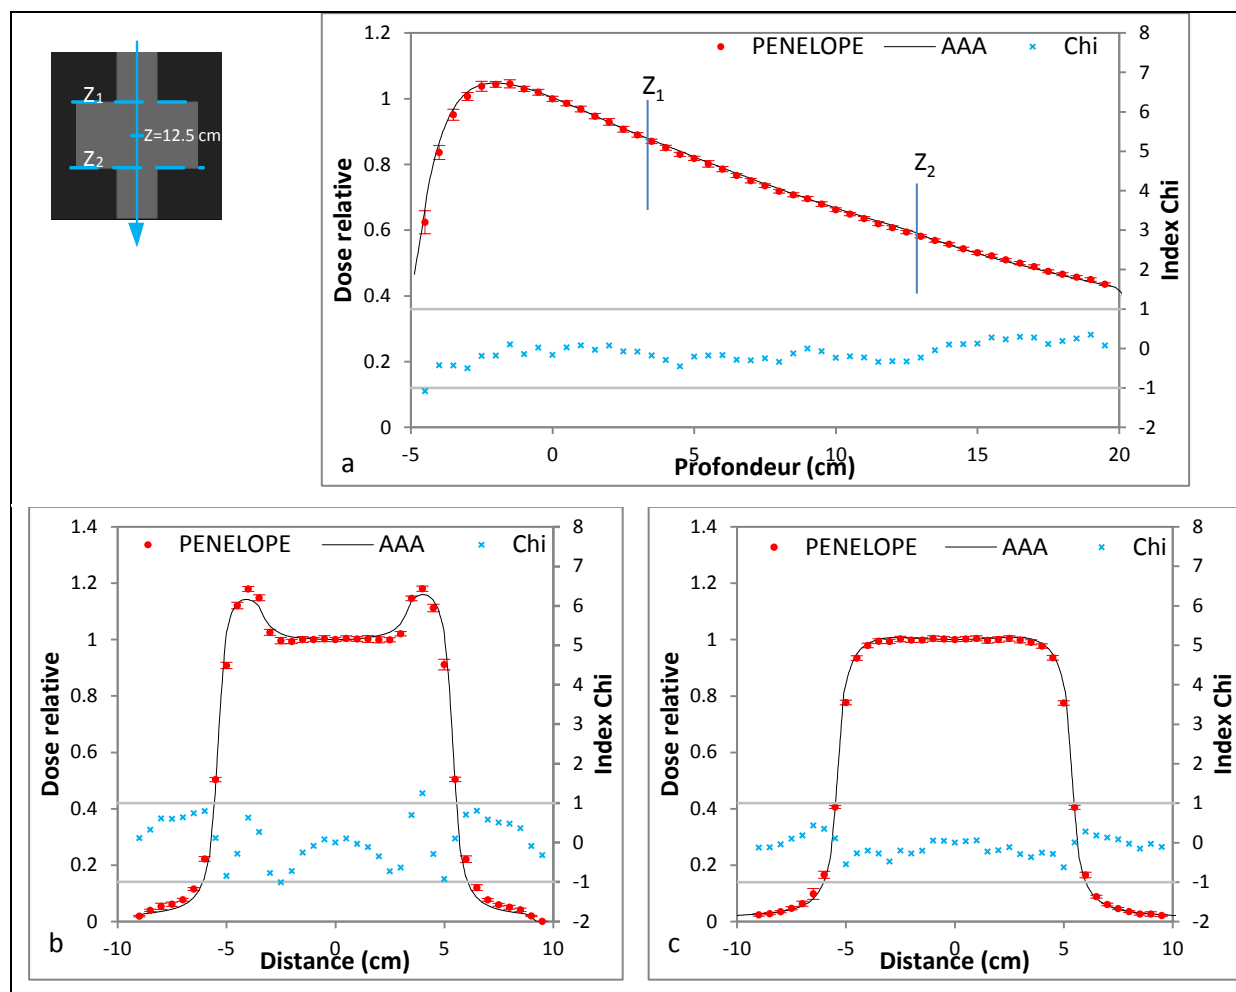 Z1
Z=12.5 cm
Z2
PENELOPE AAA Chi
Dose relative
Index Chi
1.2
1
0.8
0.6
0.4
0.2
0
8
7
6
5
4
3
2
1
0
-1
-2
Z1
Z2
-5 0 5 10 15 20
a Profondeur (cm)
PENELOPE AAA Chi
Dose relative
Index Chi
1.4
1.2
1
0.8
0.6
0.4
0.2
0
8
7
6
5
4
3
2
1
0
-1
-2
-10 -5 0 5 10
b Distance (cm)
PENELOPE AAA Chi
Dose relative
Index Chi
1.4
1.2
1
0.8
0.6
0.4
0.2
0
8
7
6
5
4
3
2
1
0
-1
-2
-10 -5 0 5 10
c Distance (cm)